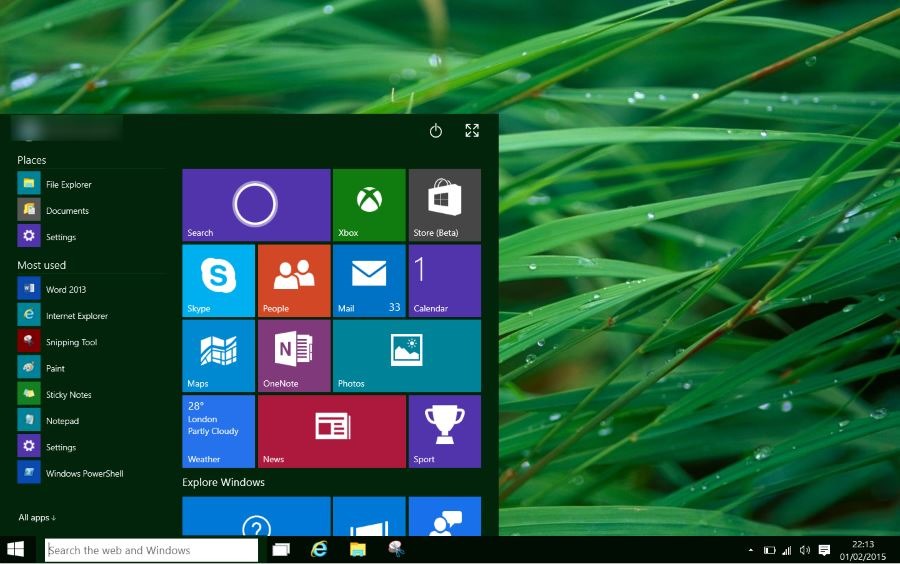 Places
File Explorer
Documents
Settings
Most used
Word 2013
Internet Explorer
Snipping Tool
Paint
Sticky Notes
Notepad
Settings
Windows PowerShell
All apps
Search
Xbox
Store (Beta)
Skype
People
Mail
33
1
Calendar
Maps
OneNote
Photos
28°
London
Partly Cloudy
Weather
News
Sport
Explore Windows
Search the web and Windows
22:13
01/02/2015